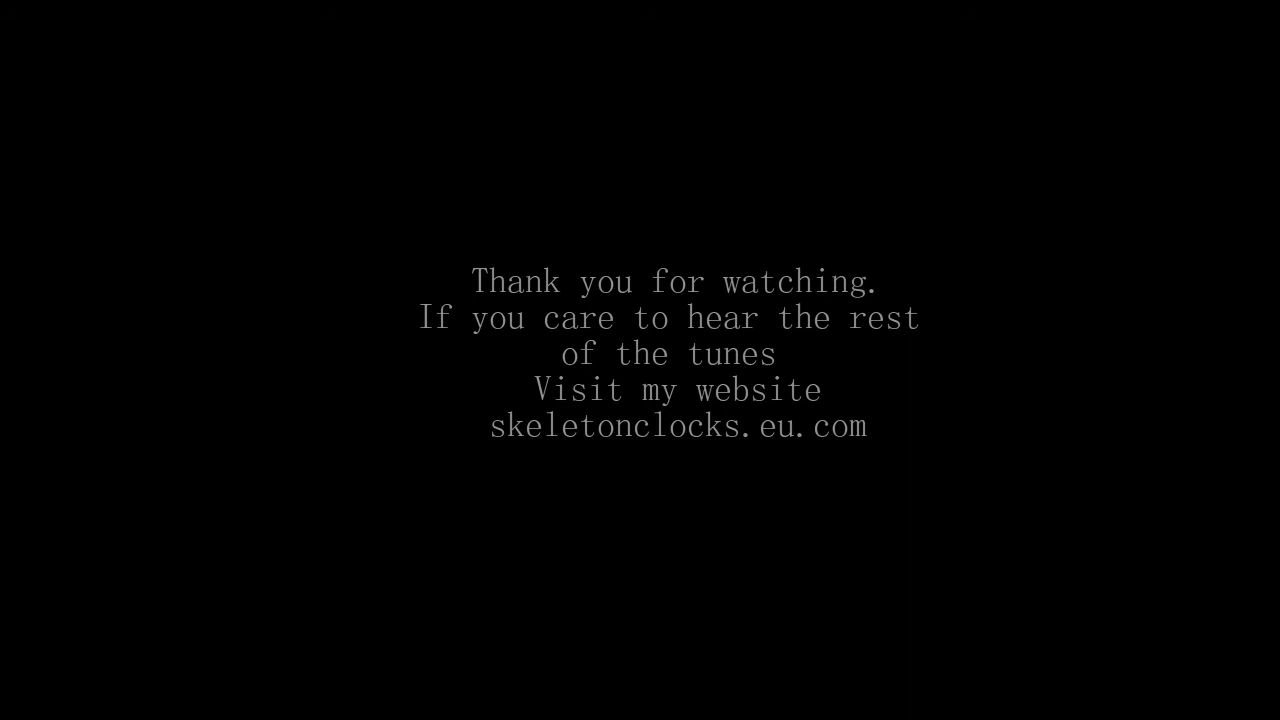 Thank you for watching.
If you care to hear the rest
of the tunes
Visit my website
skeletonclocks.eu.com